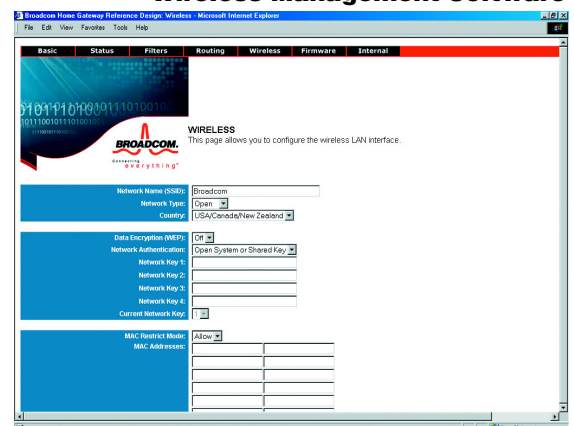 Wireless Management Software
Broadcom Home Gateway Reference Design: Wireless - Microsoft Internet Explorer
File Edit View Favorites Tools Help
Basic Status Filters Routing Wireless Firmware Internal
BROADCOM.
Connecting
everything®
WIRELESS
This page allows you to configure the wireless LAN interface.
Network Name (SSID): Broadcom
Network Type: Open
Country: USA/Canada/New Zealand
Data Encryption (WEP): Off
Network Authentication: Open System or Shared Key
Network Key 1:
Network Key 2:
Network Key 3:
Network Key 4:
Current Network Key: 1
MAC Restrict Mode: Allow
MAC Addresses: